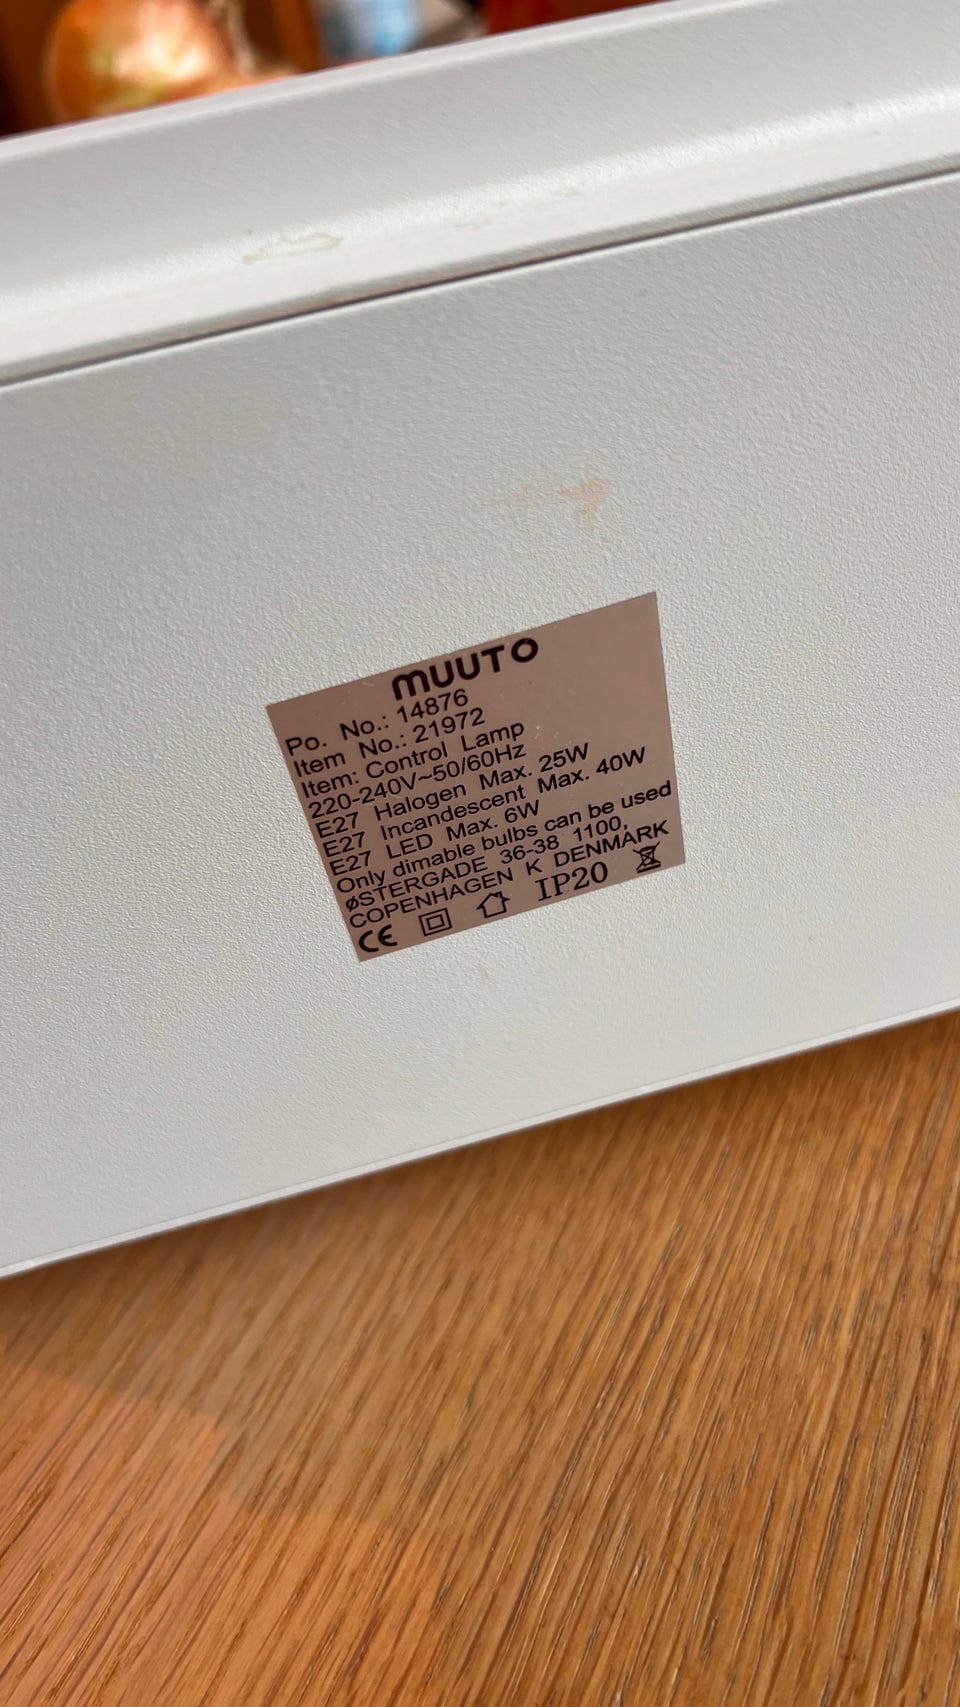 MUUTO
Po. No.: 14876
Item No.: 21972
Item: Control Lamp
220-240V~50/60Hz
E27 Halogen Max. 25W
E27 Incandescent Max. 40W
E27 LED Max. 6W
Only dimable bulbs can be used
øSTERGADE 36-38 1100,
COPENHAGEN K DENMARK
CE IP20